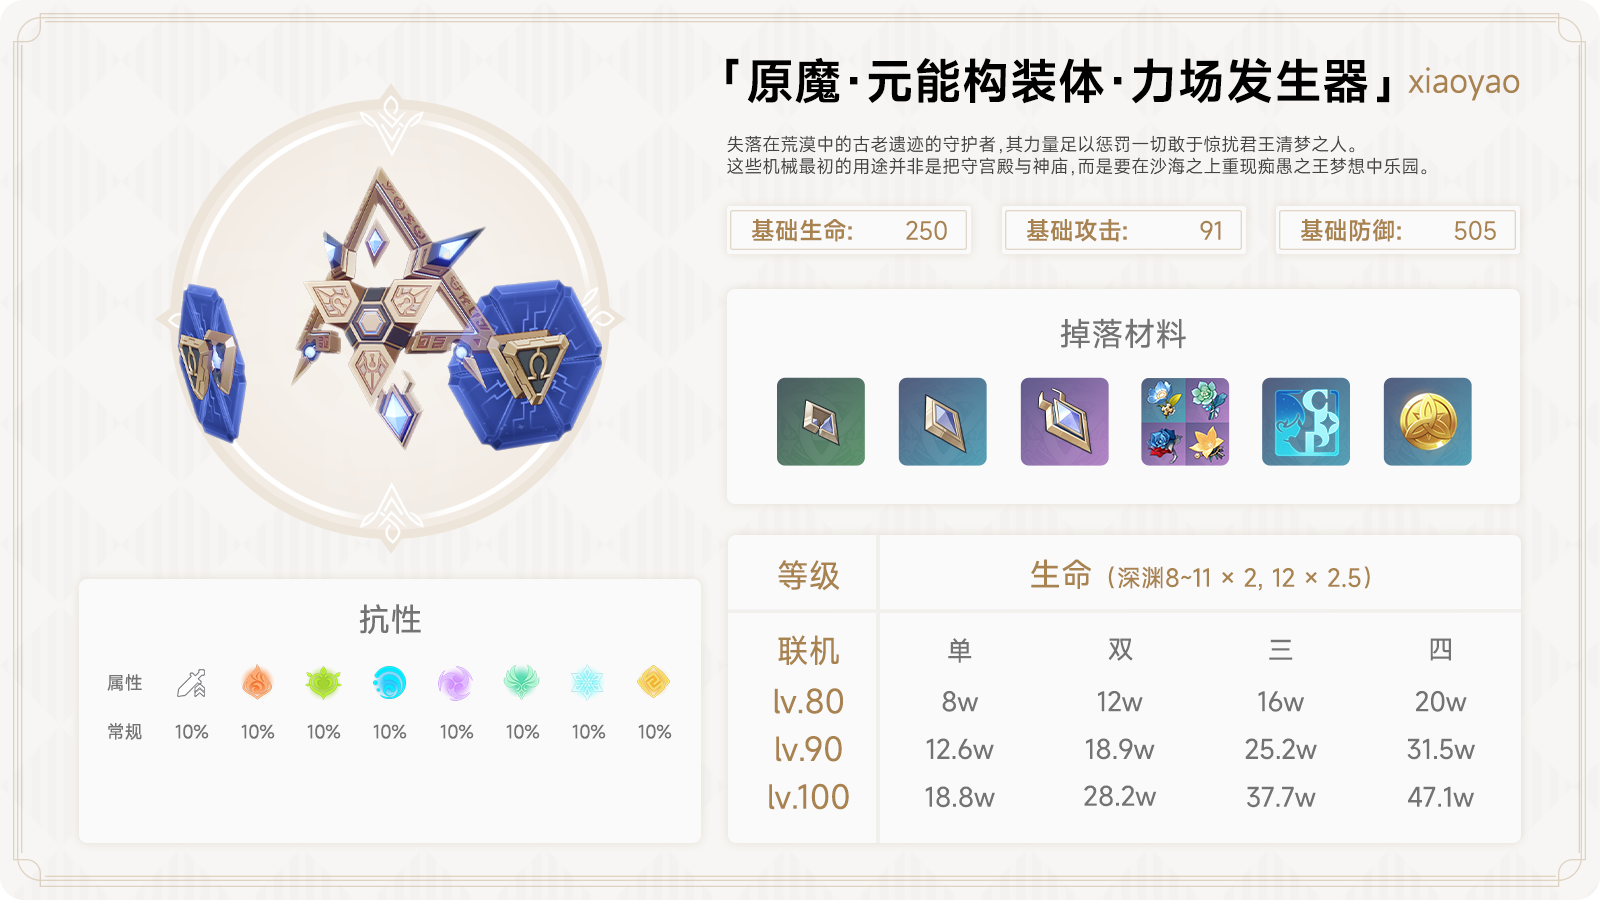 「原魔·元能构装体·力场发生器」 xiaoyao
失落在荒漠中的古老遗迹的守护者,其力量足以惩罚一切敢于惊扰君王清梦之人。
这些机械最初的用途并非是把守宫殿与神庙,而是要在沙海之上重现痴愚之王梦想中乐园。
基础生命: 250 基础攻击: 91 基础防御: 505
掉落材料
抗性
属性
常规 10% 10% 10% 10% 10% 10% 10% 10%
等级 生命 (深渊8~11 × 2, 12 × 2.5)
联机 单 双 三 四
lv.80 8w 12w 16w 20w
lv.90 12.6w 18.9w 25.2w 31.5w
lv.100 18.8w 28.2w 37.7w 47.1w